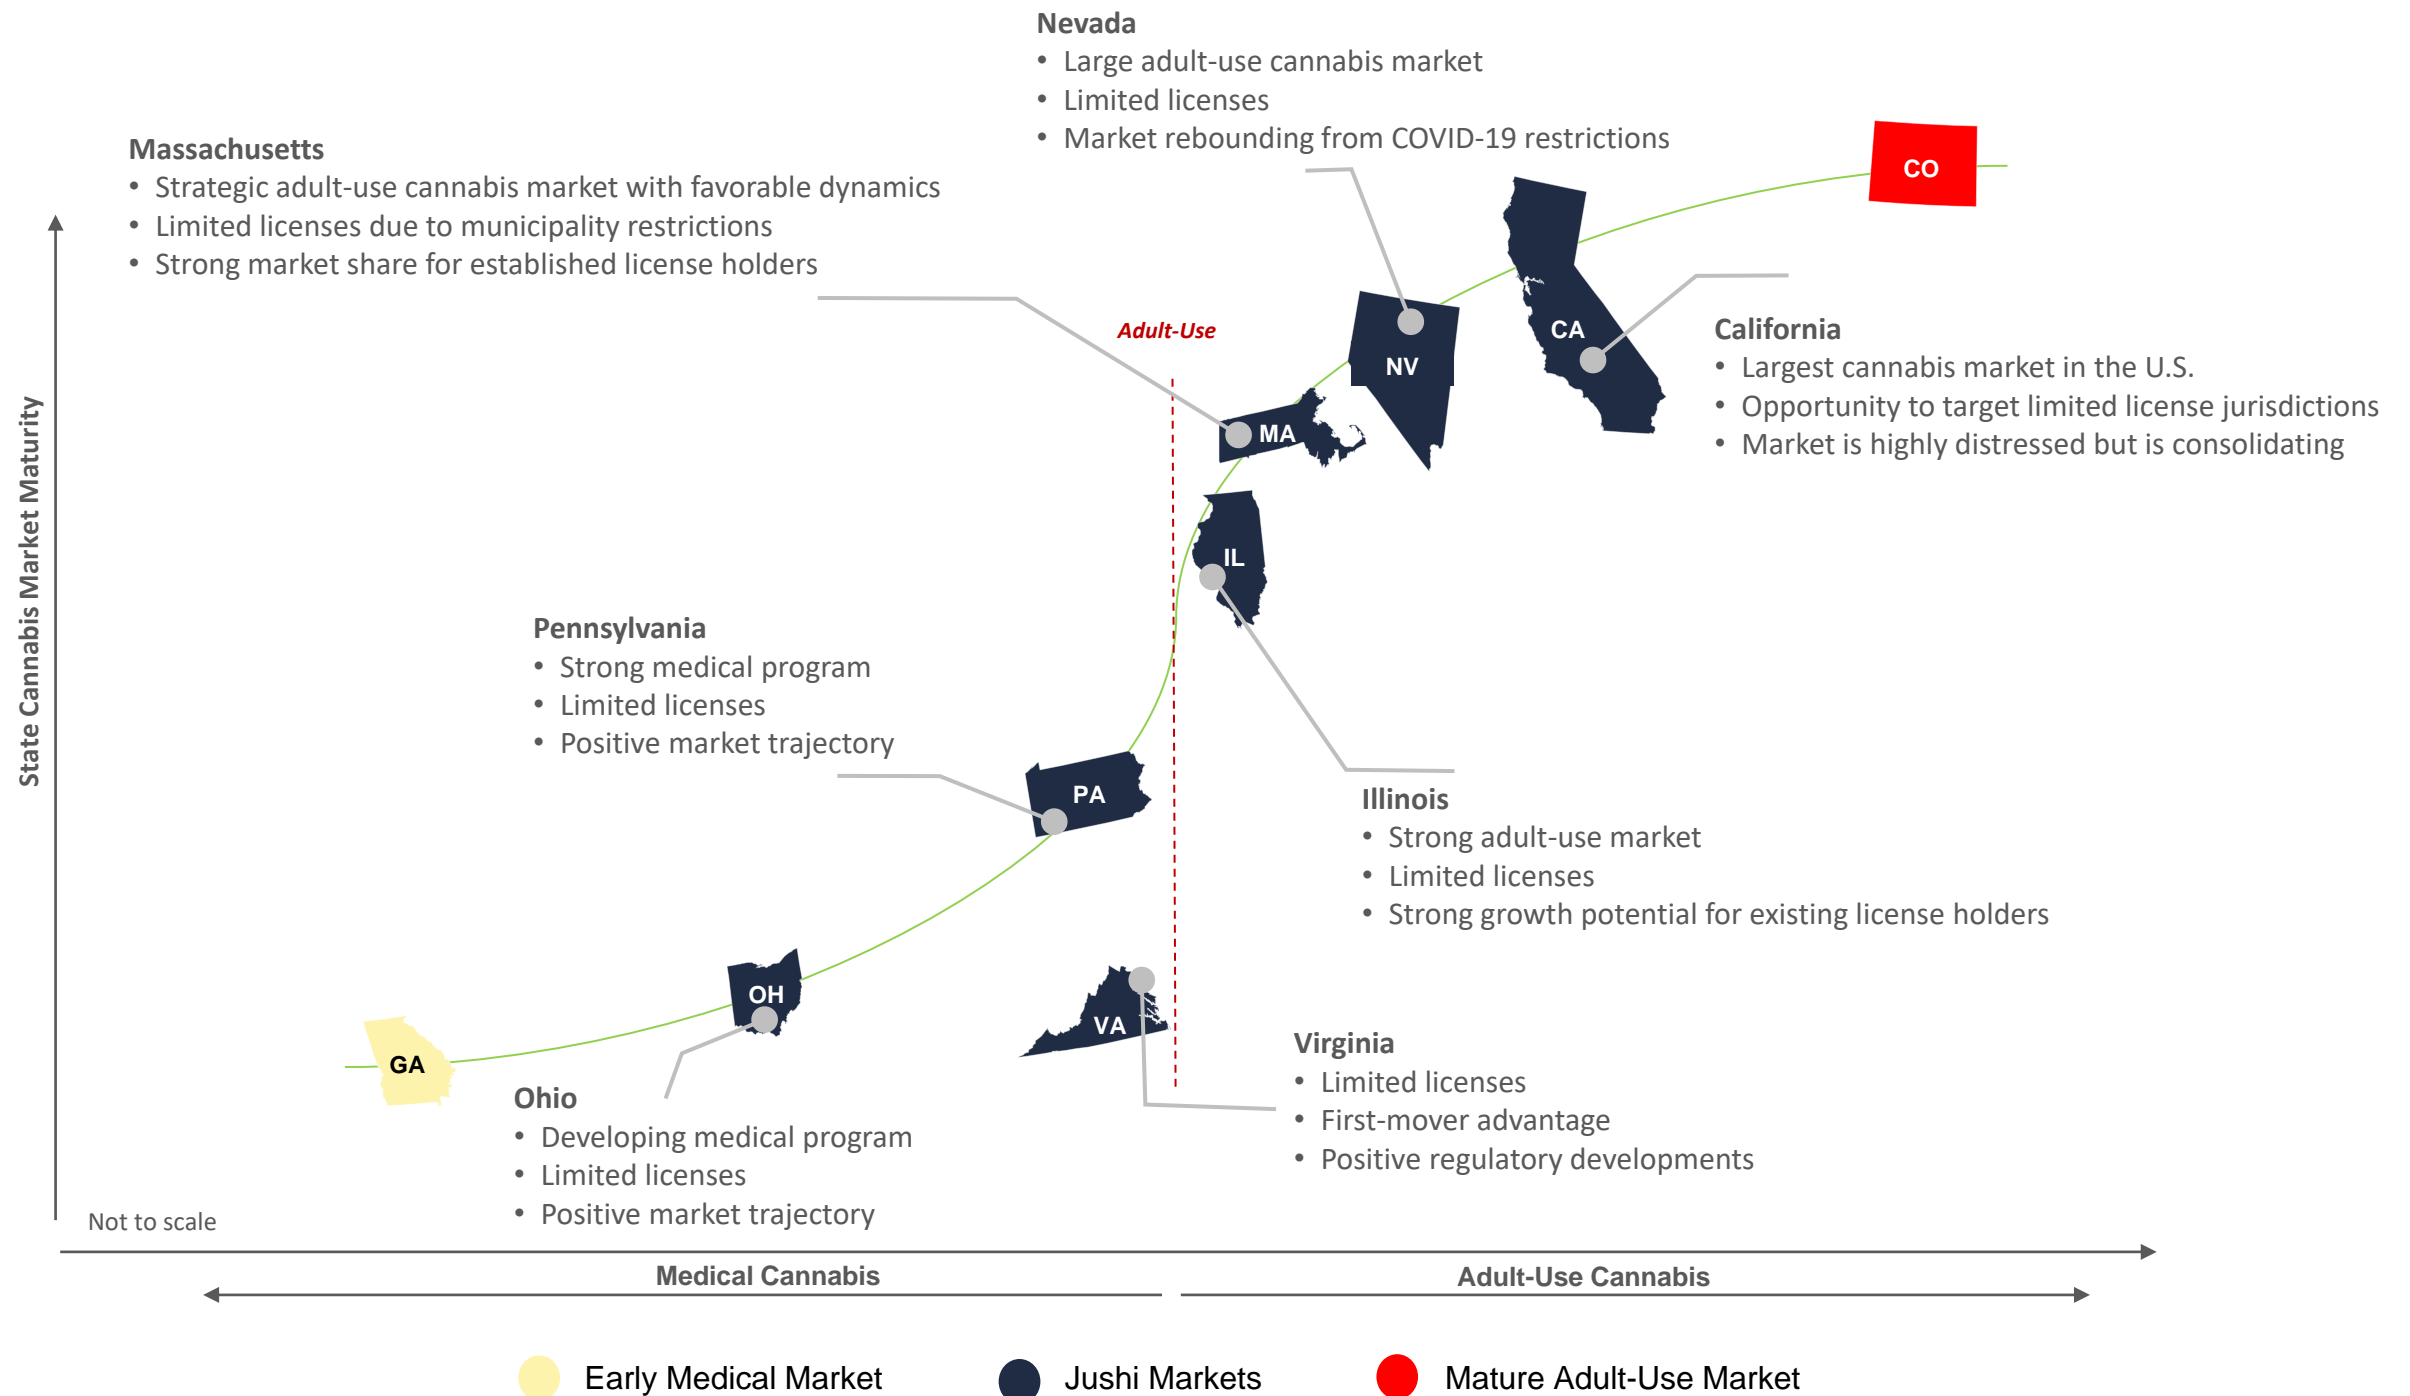 Nevada
• Large adult-use cannabis market
• Limited licenses
• Market rebounding from COVID-19 restrictions
Massachusetts
• Strategic adult-use cannabis market with favorable dynamics
• Limited licenses due to municipality restrictions
• Strong market share for established license holders
CO
Adult-Use
CA
NV
MA
IL
California
• Largest cannabis market in the U.S.
• Opportunity to target limited license jurisdictions
• Market is highly distressed but is consolidating
State Cannabis Market Maturity
Pennsylvania
• Strong medical program
• Limited licenses
• Positive market trajectory
PA
Illinois
• Strong adult-use market
• Limited licenses
• Strong growth potential for existing license holders
OH
VA
GA
Virginia
• Limited licenses
• First-mover advantage
• Positive regulatory developments
Ohio
• Developing medical program
• Limited licenses
• Positive market trajectory
Not to scale
Medical Cannabis
Adult-Use Cannabis
Early Medical Market
Jushi Markets
Mature Adult-Use Market